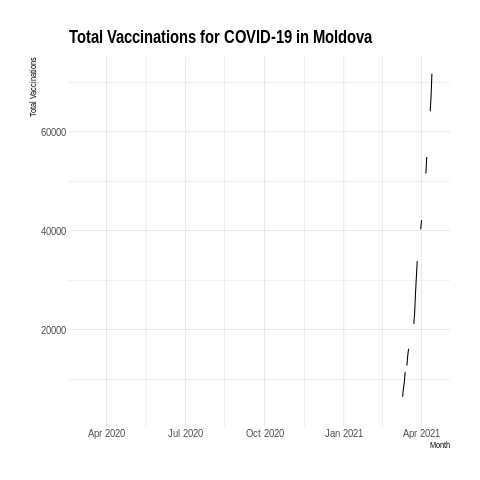 Total Vaccinations for COVID-19 in Moldova
Total Vaccinations
60000
40000
20000
Apr 2020 Jul 2020 Oct 2020 Jan 2021 Apr 2021
Month